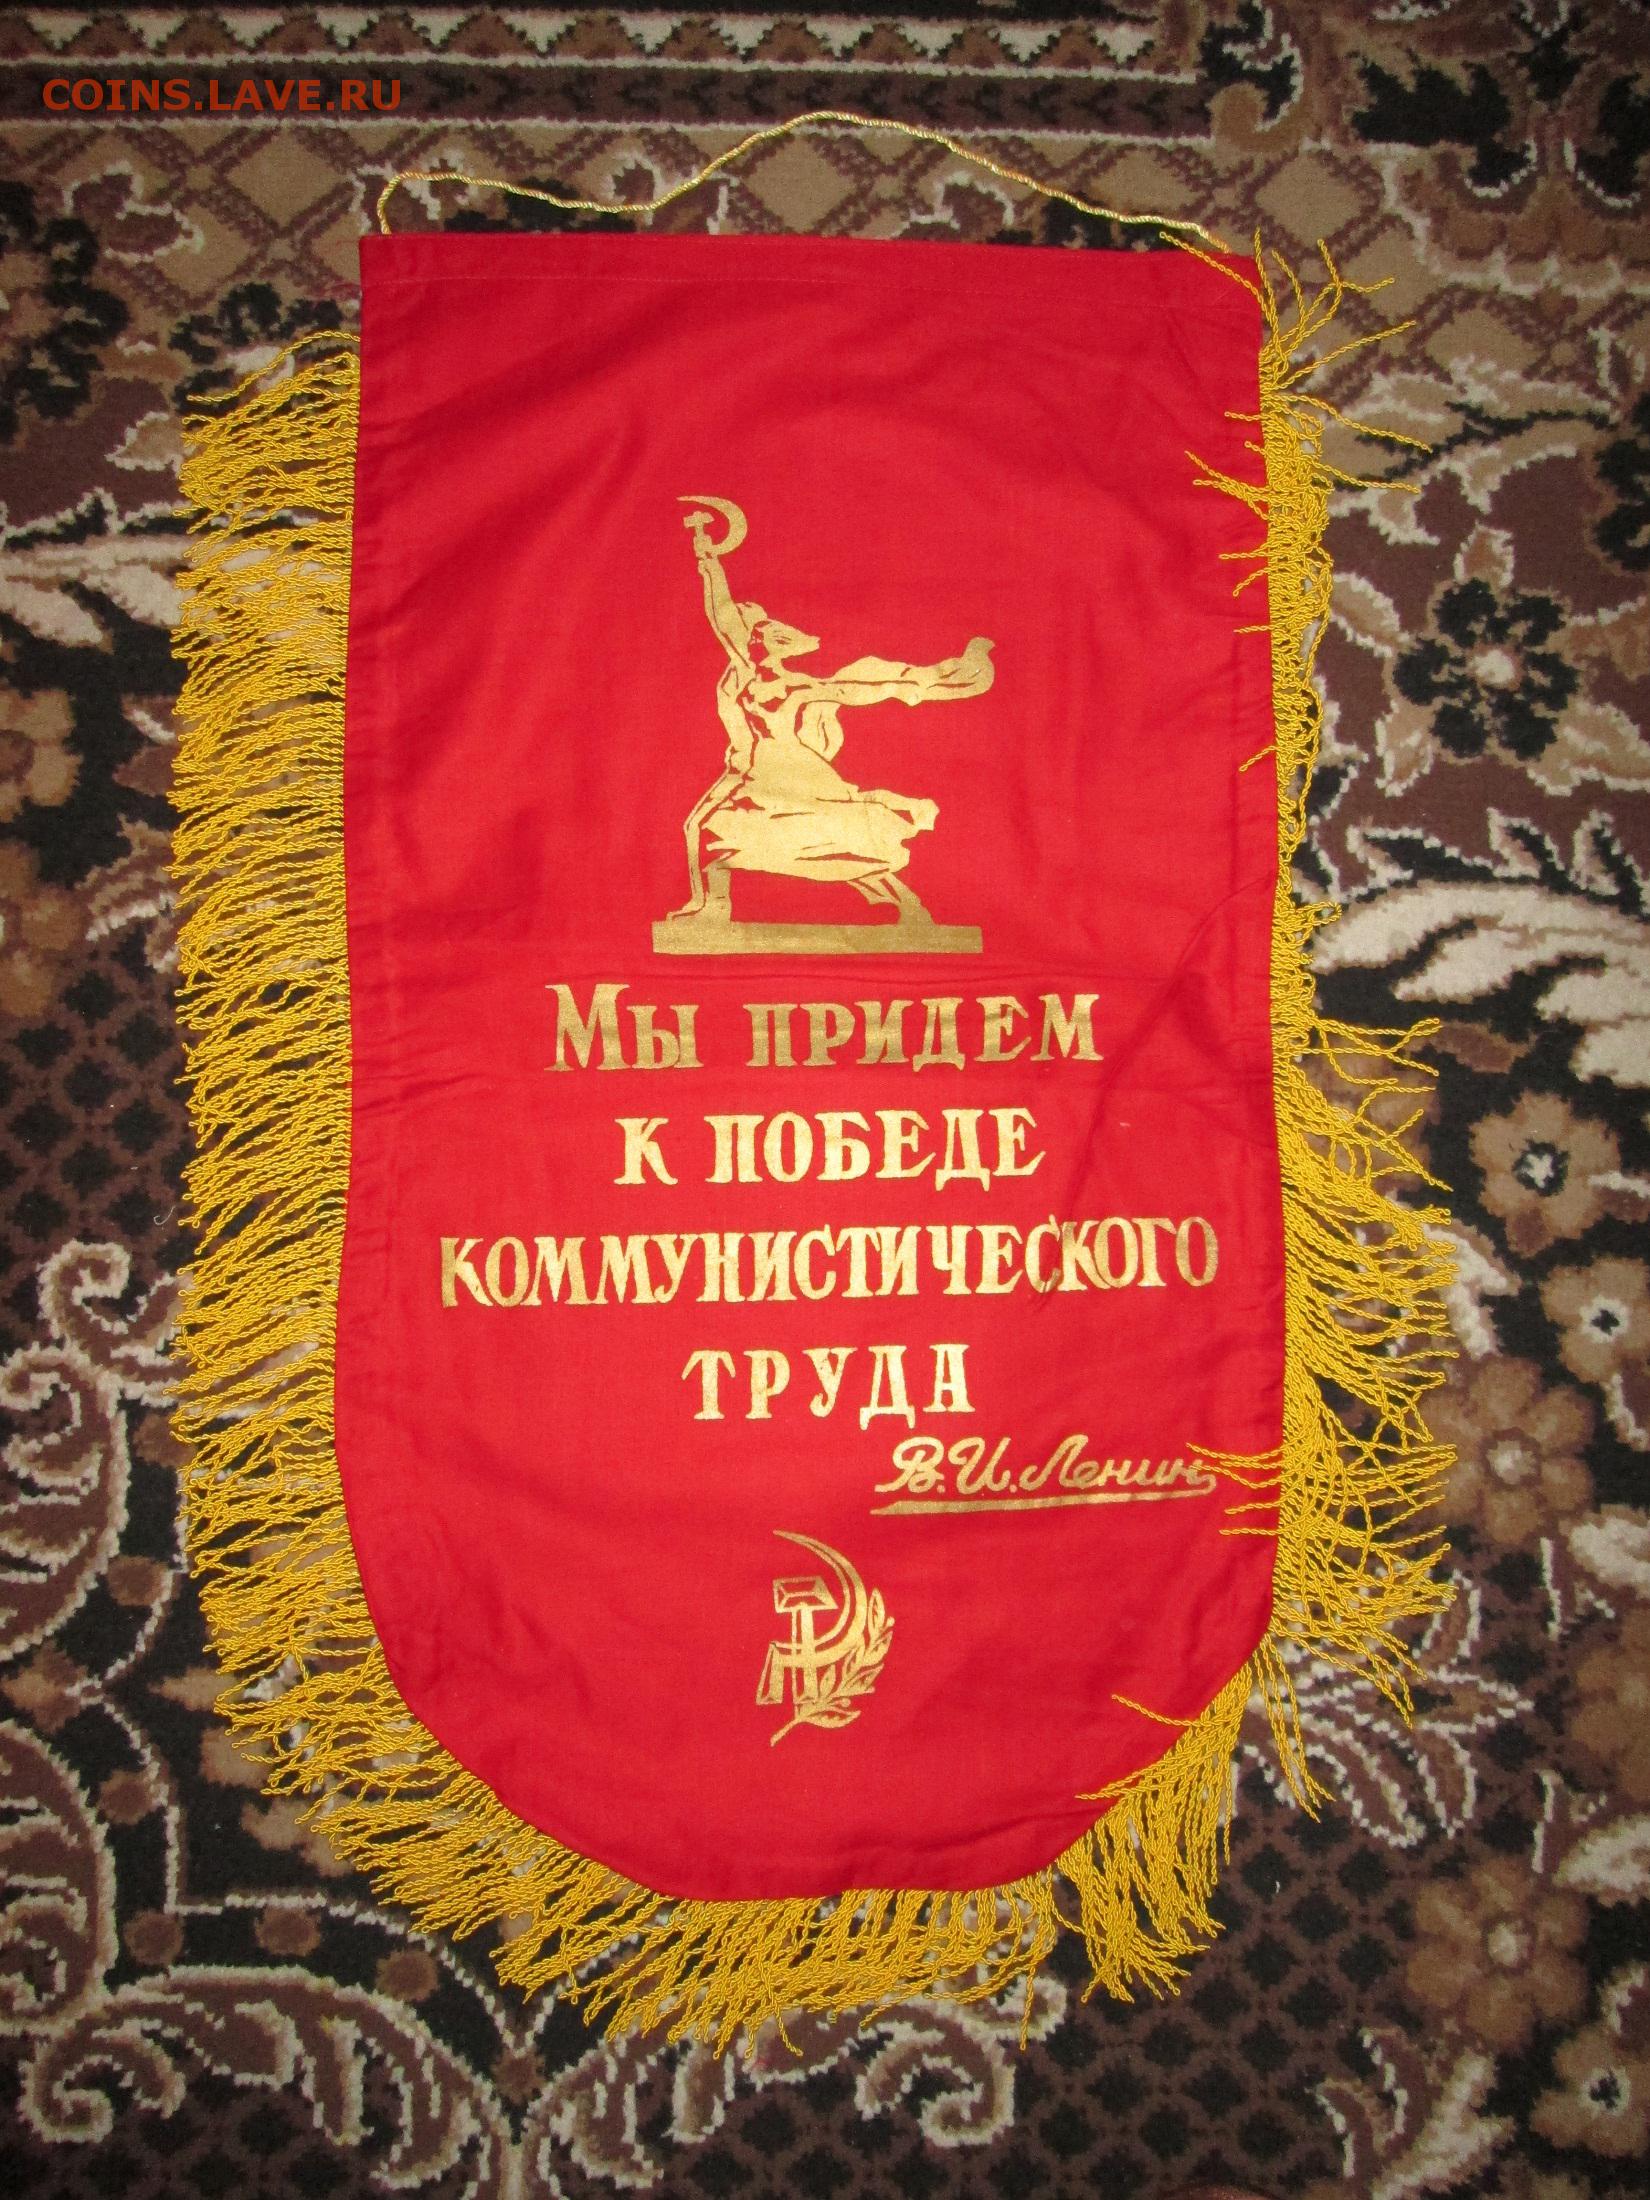 COINS.LAVE.RU
Мы придем
к победе
коммунистического
труда
В.И.Ленин